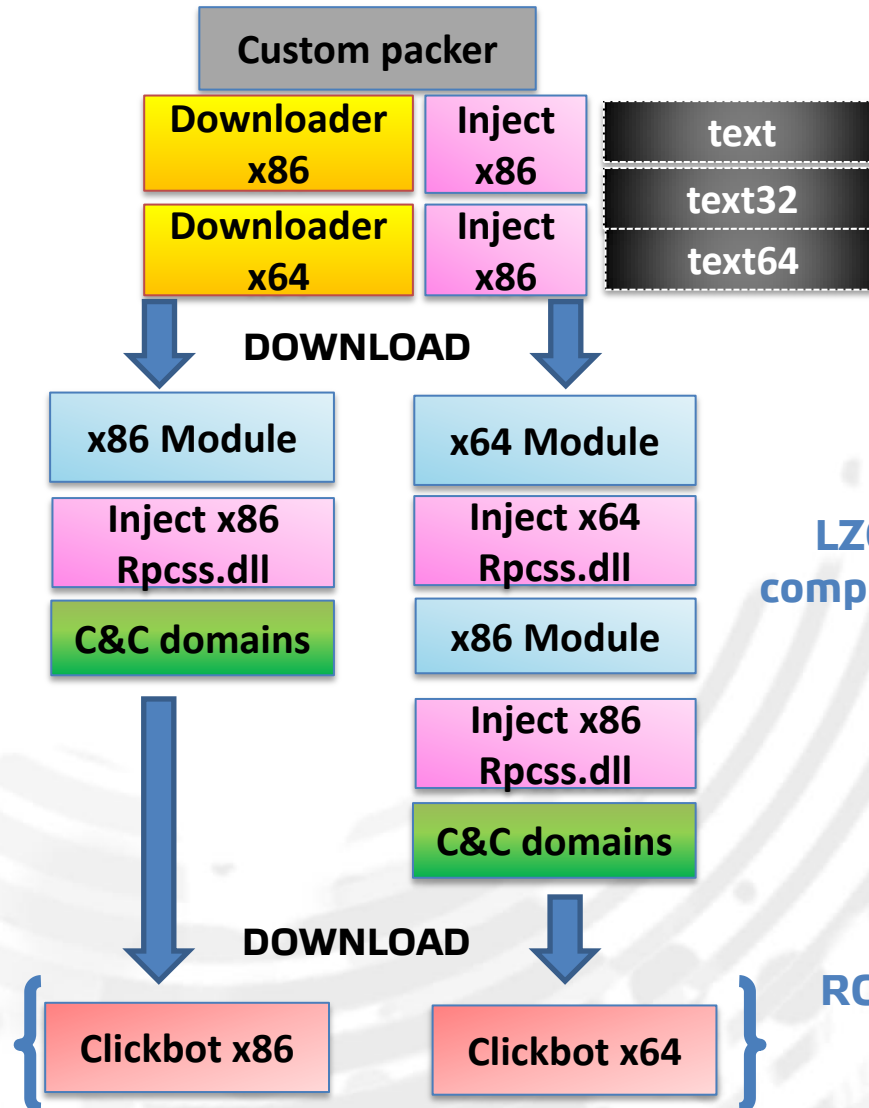 Custom packer
Downloader
x86
Inject
x86
text
text32
Downloader
x64
Inject
x86
text64
DOWNLOAD
x86 Module
Inject x86
Rpcss.dll
C&C domains
x64 Module
Inject x64
Rpcss.dll
x86 Module
Inject x86
Rpcss.dll
C&C domains
DOWNLOAD
Clickbot x86
Clickbot x64